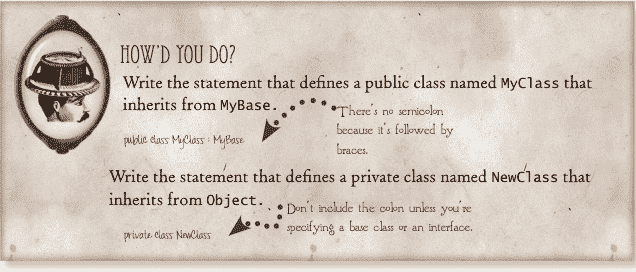 HOW'D YOU DO?
Write the statement that defines a public class named MyClass that
inherits from MyBase.
There's no semicolon
because it's followed by
braces.
public class MyClass : MyBase
Write the statement that defines a private class named NewClass that
inherits from Object.
Don't include the colon unless you're
specifying a base class or an interface.
private class NewClass